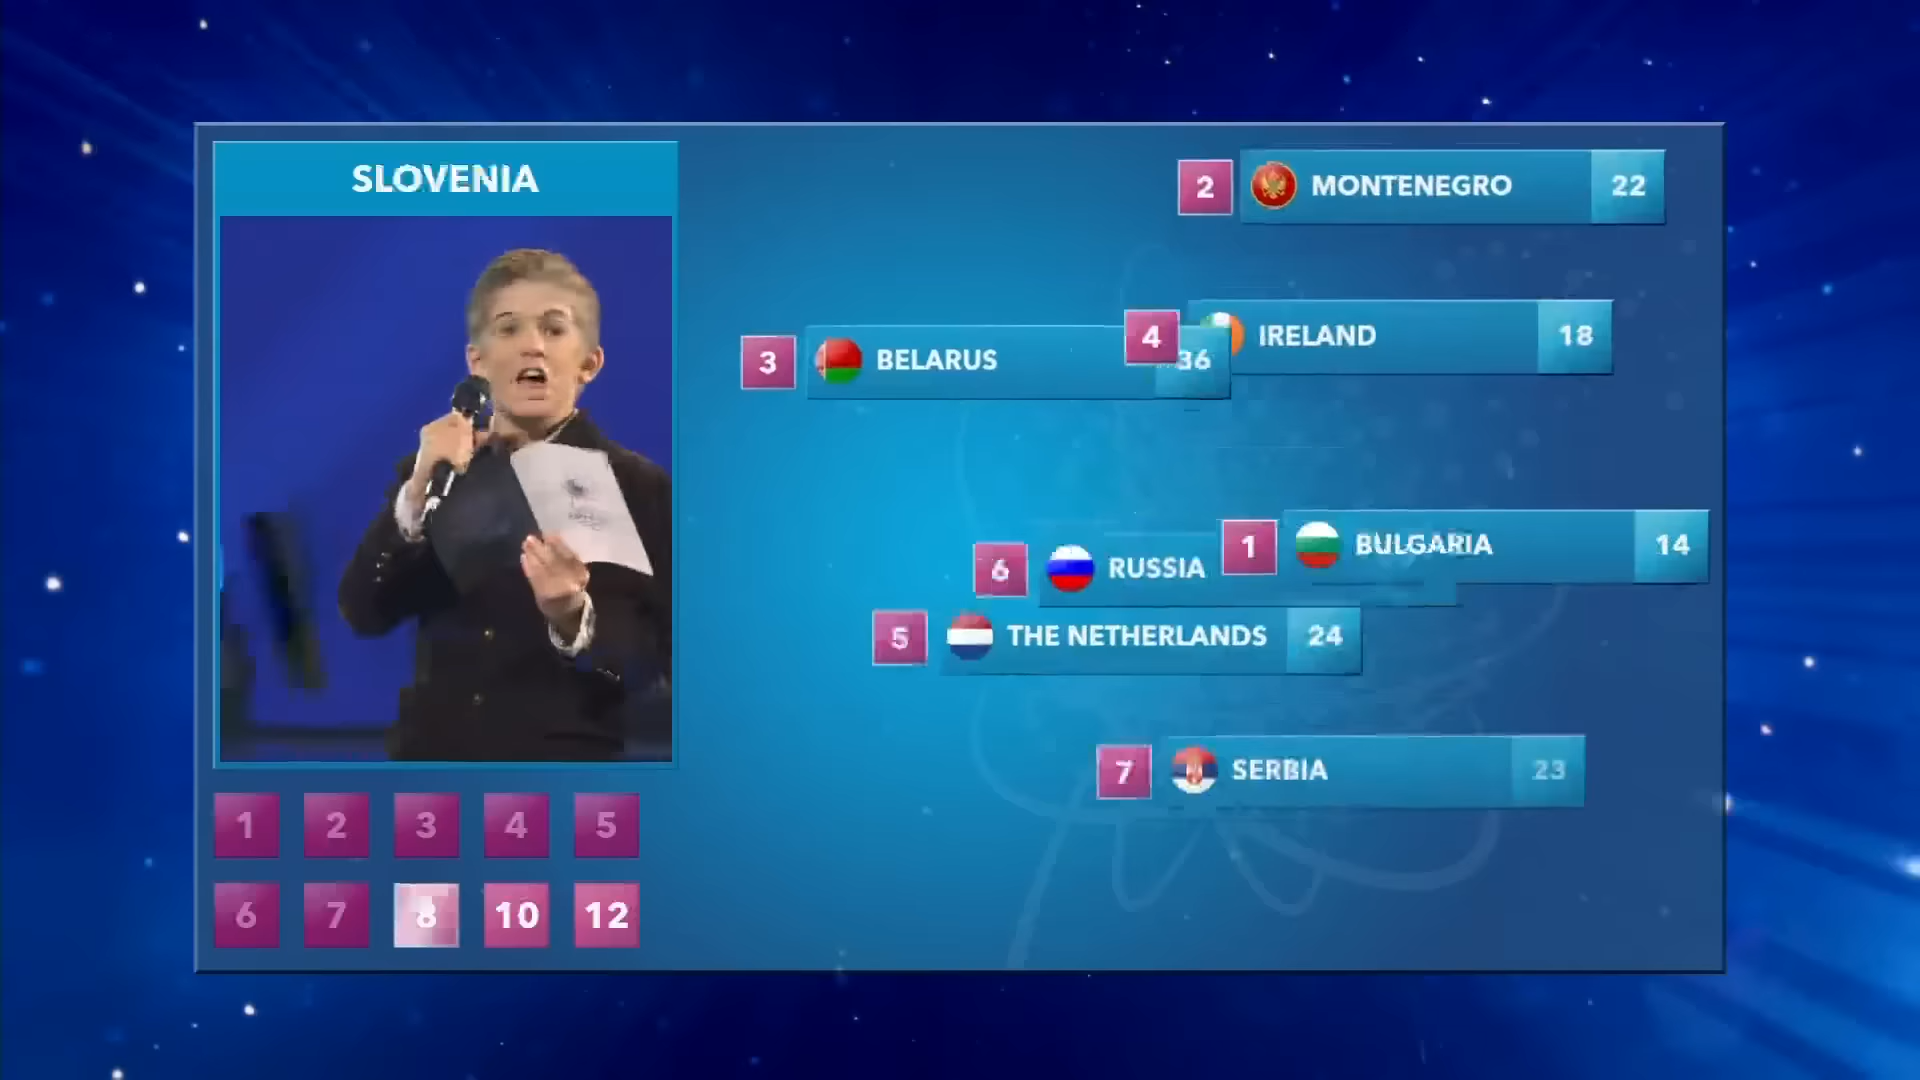 SLOVENIA
2 MONTENEGRO 22
4 IRELAND 18
3 BELARUS 36
1 BULGARIA 14
6 RUSSIA
5 THE NETHERLANDS 24
7 SERBIA 23
1 2 3 4 5
6 7 8 10 12